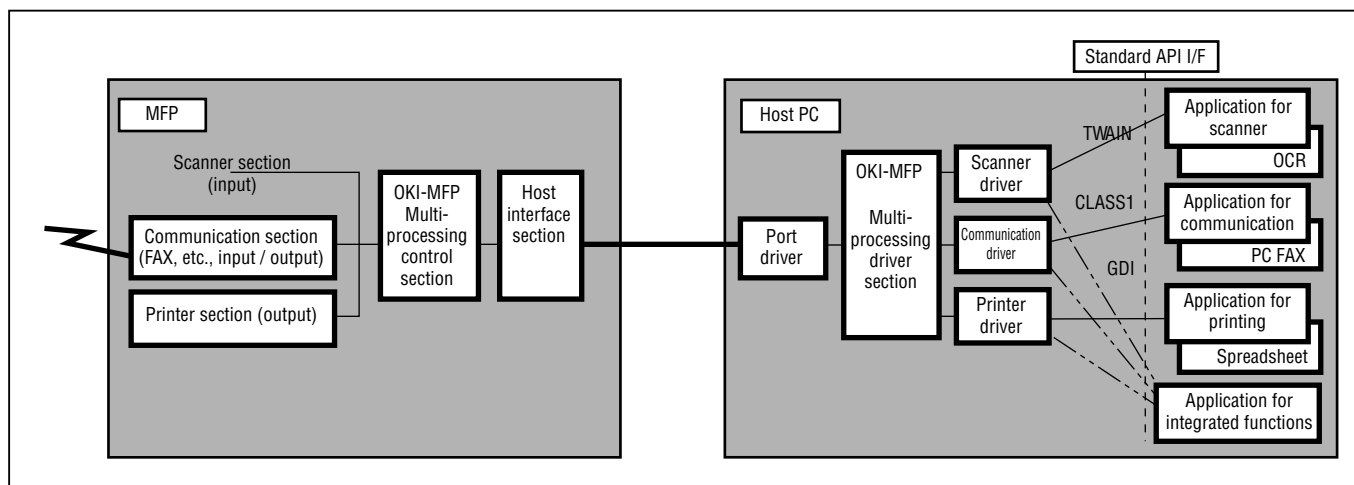 Standard API I/F
MFP
Scanner section
(input)
Communication section
(FAX, etc., input / output)
Printer section (output)
OKI-MFP
Multi-
processing
control
section
Host
interface
section
Host PC
Port
driver
OKI-MFP
Multi-
processing
driver
section
Scanner
driver
Communication
driver
Printer
driver
TWAIN
CLASS1
GDI
Application for
scanner
OCR
Application for
communication
PC FAX
Application for
printing
Spreadsheet
Application for
integrated functions